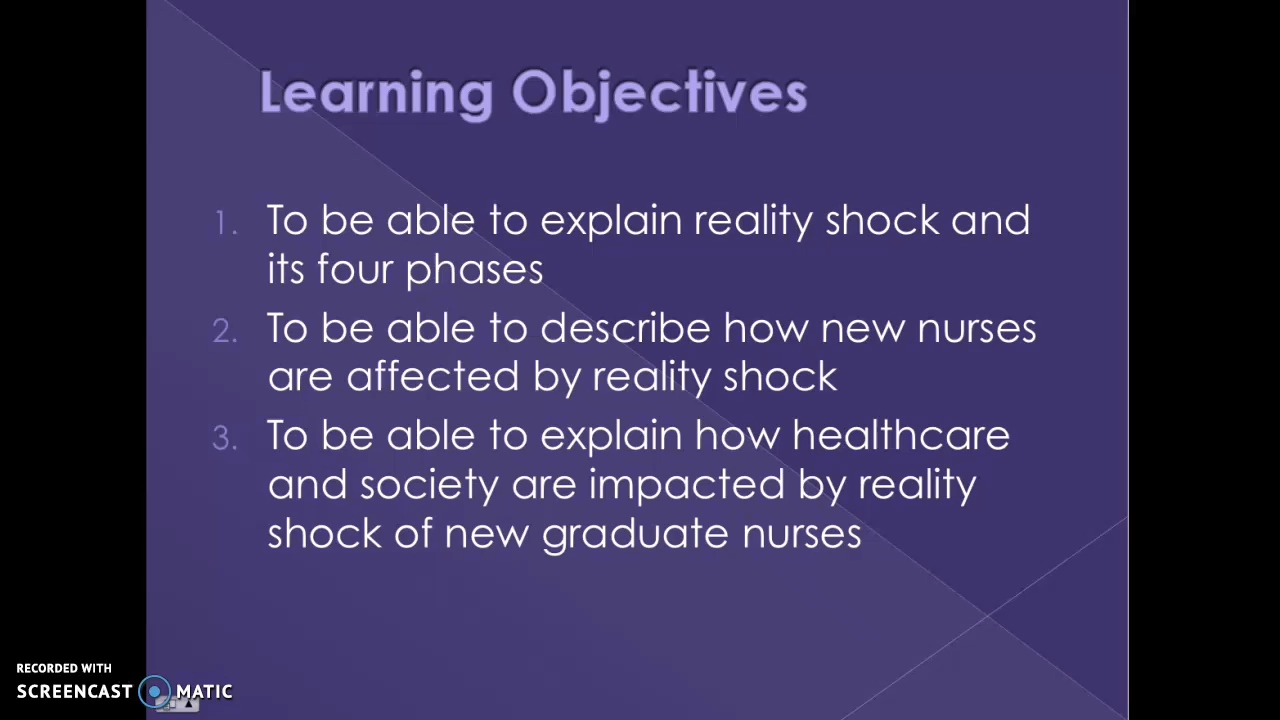 Learning Objectives
1. To be able to explain reality shock and
its four phases
2. To be able to describe how new nurses
are affected by reality shock
3. To be able to explain how healthcare
and society are impacted by reality
shock of new graduate nurses
RECORDED WITH
SCREENCAST MATIC